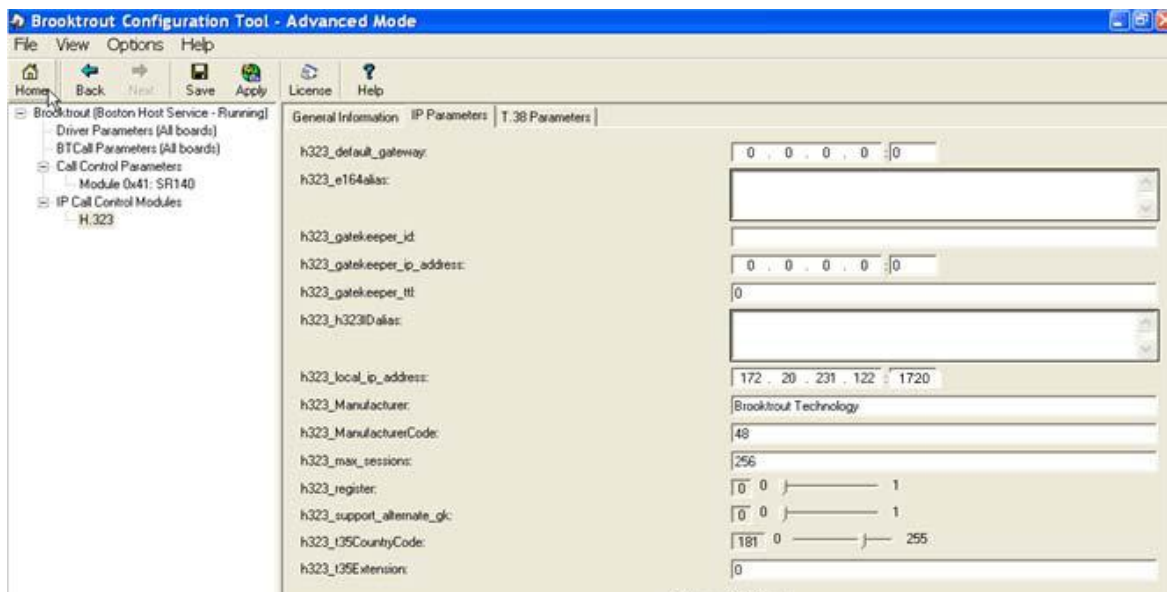 Brooktrout Configuration Tool - Advanced Mode
File View Options Help
Home Back Next Save Apply License Help
Brooktrout (Boston Host Service - Running)
Driver Parameters (All boards)
BTCall Parameters (All boards)
Call Control Parameters
Module 0x41: SR140
IP Call Control Modules
H.323
General Information IP Parameters T.38 Parameters
h323_default_gateway: 0 . 0 . 0 . 0 :0
h323_e164alias:
h323_gatekeeper_id:
h323_gatekeeper_ip_address: 0 . 0 . 0 . 0 :0
h323_gatekeeper_ttl: 0
h323_h323IDalias:
h323_local_ip_address: 172 . 20 . 231 . 122 : 1720
h323_Manufacturer: Brooktrout Technology
h323_ManufacturerCode: 48
h323_max_sessions: 256
h323_register: 0 0 1
h323_support_alternate_gk: 0 0 1
h323_t35CountryCode: 181 0 255
h323_t35Extension: 0